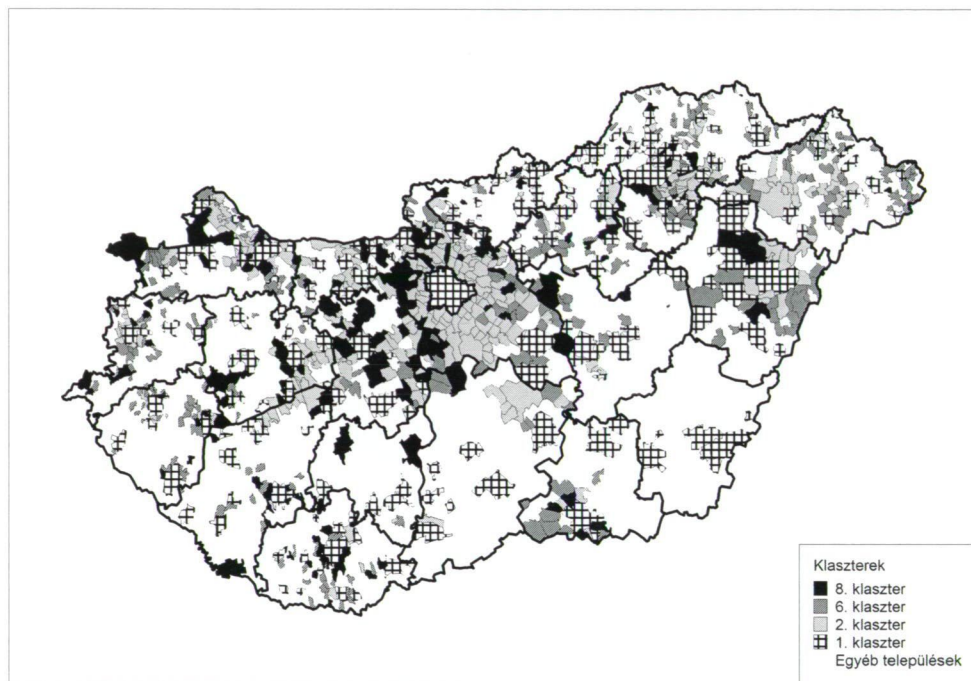 Klaszterek
8. klaszter
6. klaszter
2. klaszter
1. klaszter
Egyéb települések